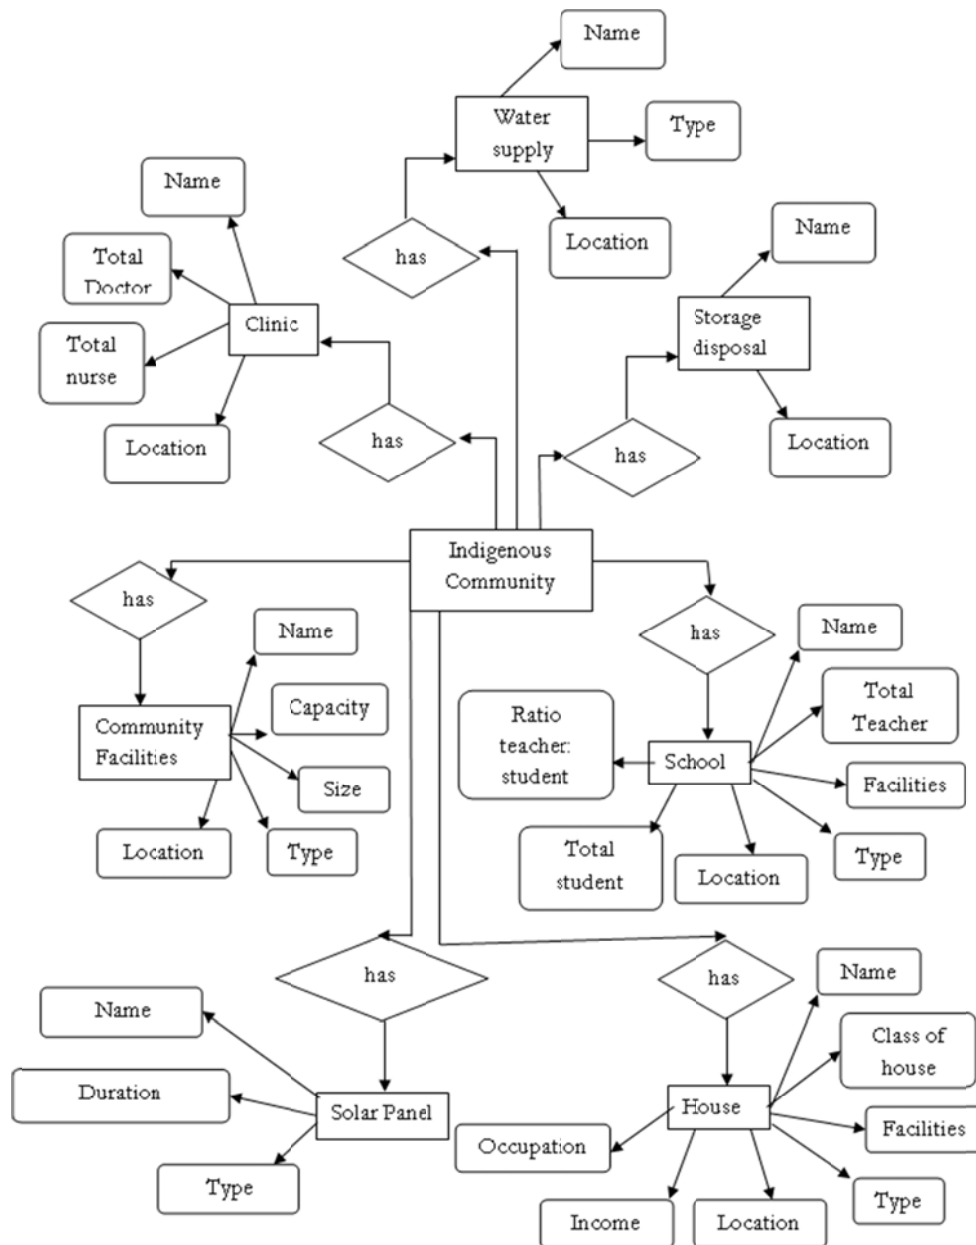 Name
Water
supply
Type
Name
Total
Doctor
has
Location
Name
Clinic
Storage
disposal
Total
nurse
Location
has
has
Location
Indigenous
Community
has
Name
has
Name
Community
Facilities
Capacity
Ratio
teacher:
student
School
Total
Teacher
Size
Facilities
Location
Type
Total
student
Location
Type
has
has
Name
Name
Class of
house
Duration
Solar Panel
House
Facilities
Occupation
Type
Type
Income
Location